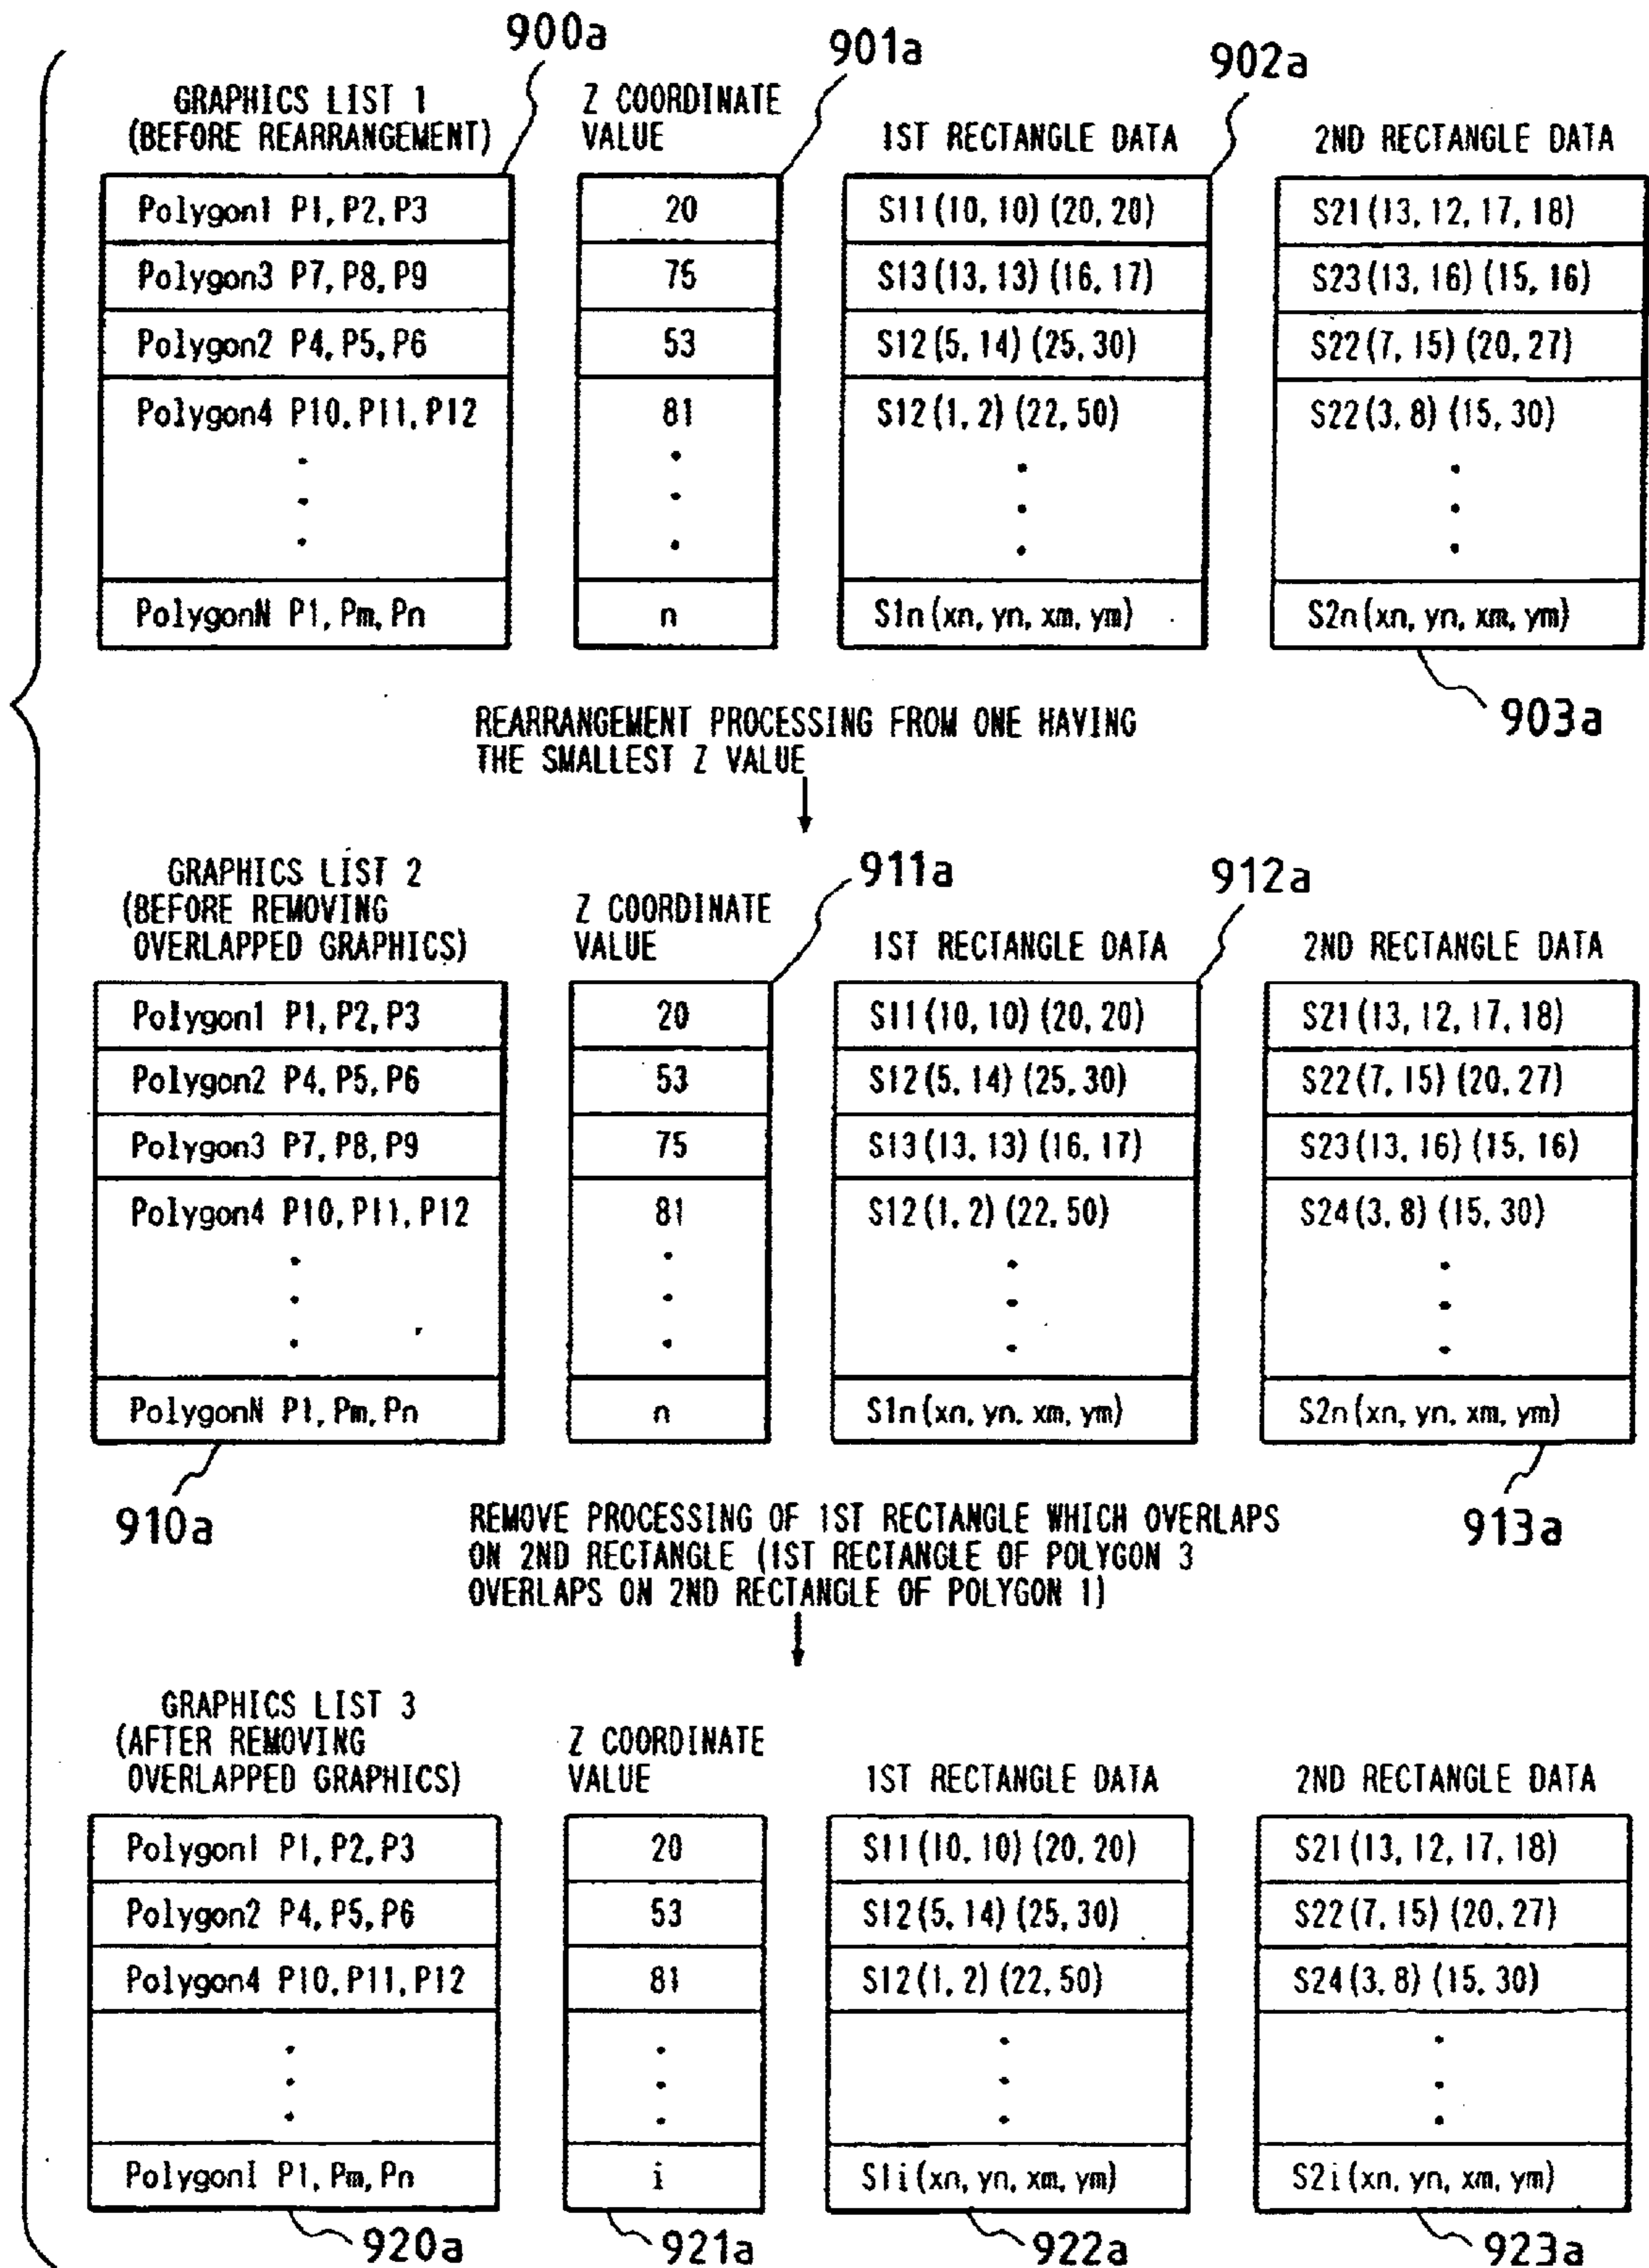 900a
901a
902a
GRAPHICS LIST 1
(BEFORE REARRANGEMENT)
Z COORDINATE
VALUE
1ST RECTANGLE DATA
2ND RECTANGLE DATA
Polygon1 P1, P2, P3 20 S11(10, 10) (20, 20) S21(13, 12, 17, 18)
Polygon3 P7, P8, P9 75 S13(13, 13) (16, 17) S23(13, 16) (15, 16)
Polygon2 P4, P5, P6 53 S12(5, 14) (25, 30) S22(7, 15) (20, 27)
Polygon4 P10, P11, P12 81 S12(1, 2) (22, 50) S22(3, 8) (15, 30)
PolygonN P1, Pm, Pn n S1n(xn, yn, xm, ym) S2n(xn, yn, xm, ym)
903a
REARRANGEMENT PROCESSING FROM ONE HAVING
THE SMALLEST Z VALUE
911a
912a
GRAPHICS LIST 2
(BEFORE REMOVING
OVERLAPPED GRAPHICS)
Z COORDINATE
VALUE
1ST RECTANGLE DATA
2ND RECTANGLE DATA
Polygon1 P1, P2, P3 20 S11(10, 10) (20, 20) S21(13, 12, 17, 18)
Polygon2 P4, P5, P6 53 S12(5, 14) (25, 30) S22(7, 15) (20, 27)
Polygon3 P7, P8, P9 75 S13(13, 13) (16, 17) S23(13, 16) (15, 16)
Polygon4 P10, P11, P12 81 S12(1, 2) (22, 50) S24(3, 8) (15, 30)
PolygonN P1, Pm, Pn n S1n(xn, yn, xm, ym) S2n(xn, yn, xm, ym)
910a
913a
REMOVE PROCESSING OF 1ST RECTANGLE WHICH OVERLAPS
ON 2ND RECTANGLE (1ST RECTANGLE OF POLYGON 3
OVERLAPS ON 2ND RECTANGLE OF POLYGON 1)
GRAPHICS LIST 3
(AFTER REMOVING
OVERLAPPED GRAPHICS)
Z COORDINATE
VALUE
1ST RECTANGLE DATA
2ND RECTANGLE DATA
Polygon1 P1, P2, P3 20 S11(10, 10) (20, 20) S21(13, 12, 17, 18)
Polygon2 P4, P5, P6 53 S12(5, 14) (25, 30) S22(7, 15) (20, 27)
Polygon4 P10, P11, P12 81 S12(1, 2) (22, 50) S24(3, 8) (15, 30)
PolygonI P1, Pm, Pn i S1i(xn, yn, xm, ym) S2i(xn, yn, xm, ym)
920a
921a
922a
923a